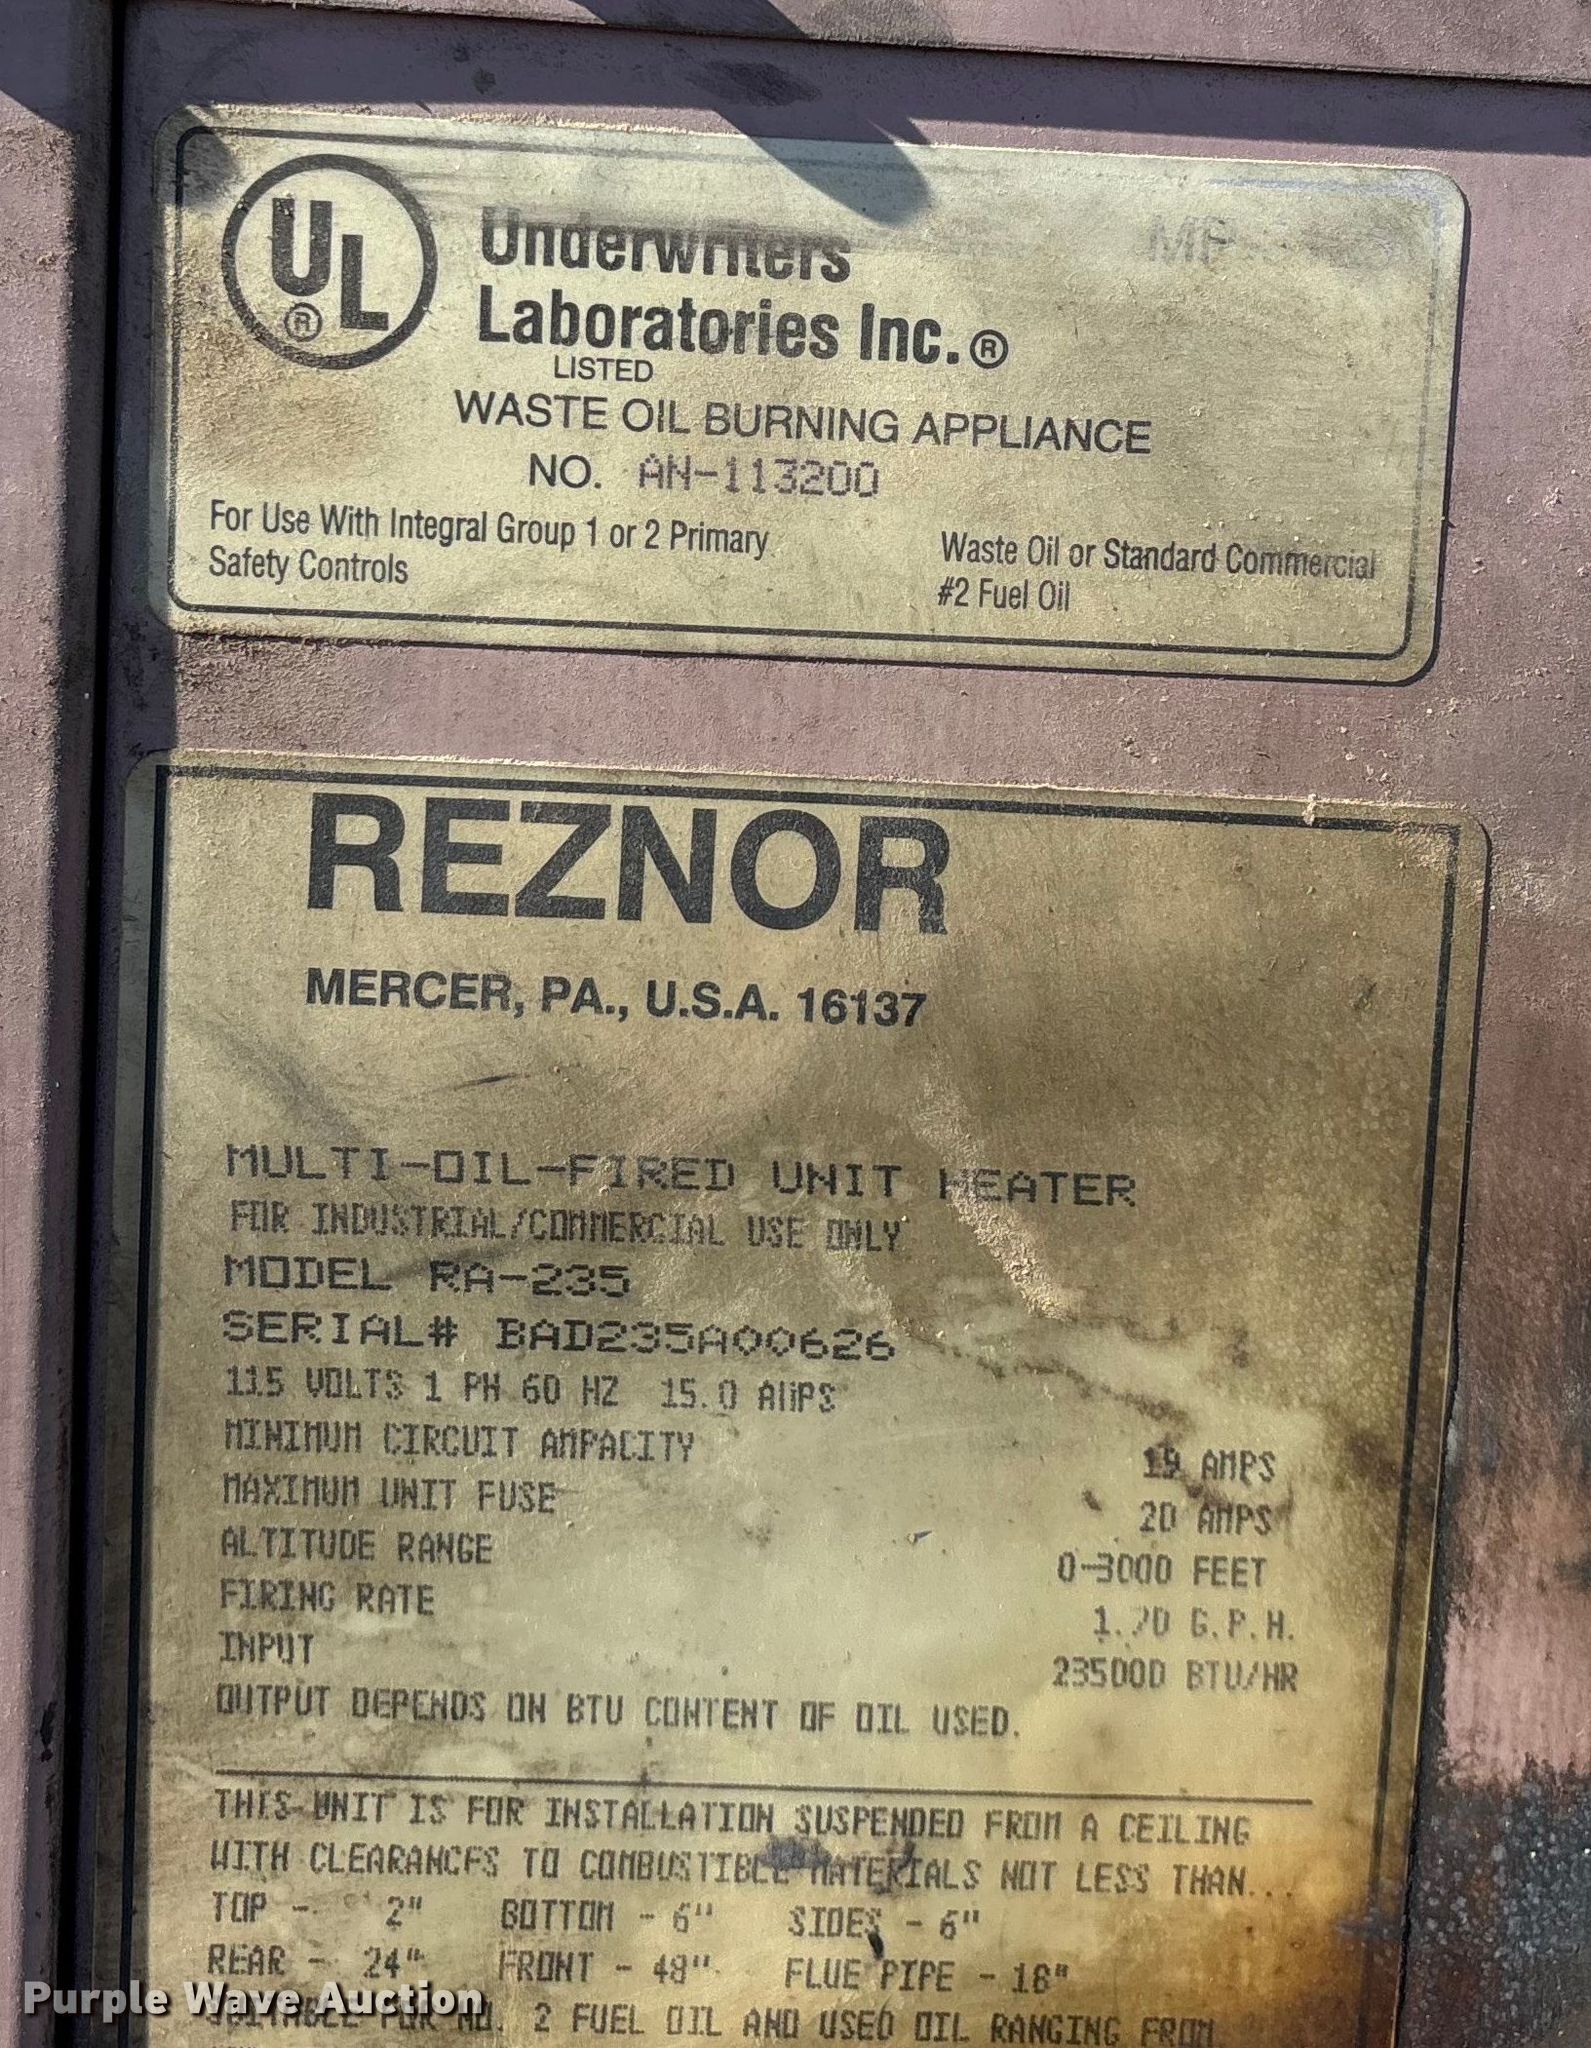 UL
®
Underwriters
Laboratories Inc.®
LISTED
WASTE OIL BURNING APPLIANCE
NO. AN-113200
For Use With Integral Group 1 or 2 Primary
Safety Controls
Waste Oil or Standard Commercial
#2 Fuel Oil
REZNOR
MERCER, PA., U.S.A. 16137
MULTI-OIL-FIRED UNIT HEATER
FOR INDUSTRIAL/COMMERCIAL USE ONLY
MODEL RA-235
SERIAL# BAD235A00626
115 VOLTS 1 PH 60 HZ 15.0 AMPS
MINIMUM CIRCUIT AMPACITY 19 AMPS
MAXIMUM UNIT FUSE 20 AMPS
ALTITUDE RANGE 0-3000 FEET
FIRING RATE 1.70 G.P.H.
INPUT 235000 BTU/HR
OUTPUT DEPENDS ON BTU CONTENT OF OIL USED.
THIS UNIT IS FOR INSTALLATION SUSPENDED FROM A CEILING
WITH CLEARANCES TO COMBUSTIBLE MATERIALS NOT LESS THAN...
TOP - 2" BOTTOM - 6" SIDES - 6"
REAR - 24" FRONT - 48" FLUE PIPE - 18"
SUITABLE FOR NO. 2 FUEL OIL AND USED OIL RANGING FROM
Purple Wave Auction